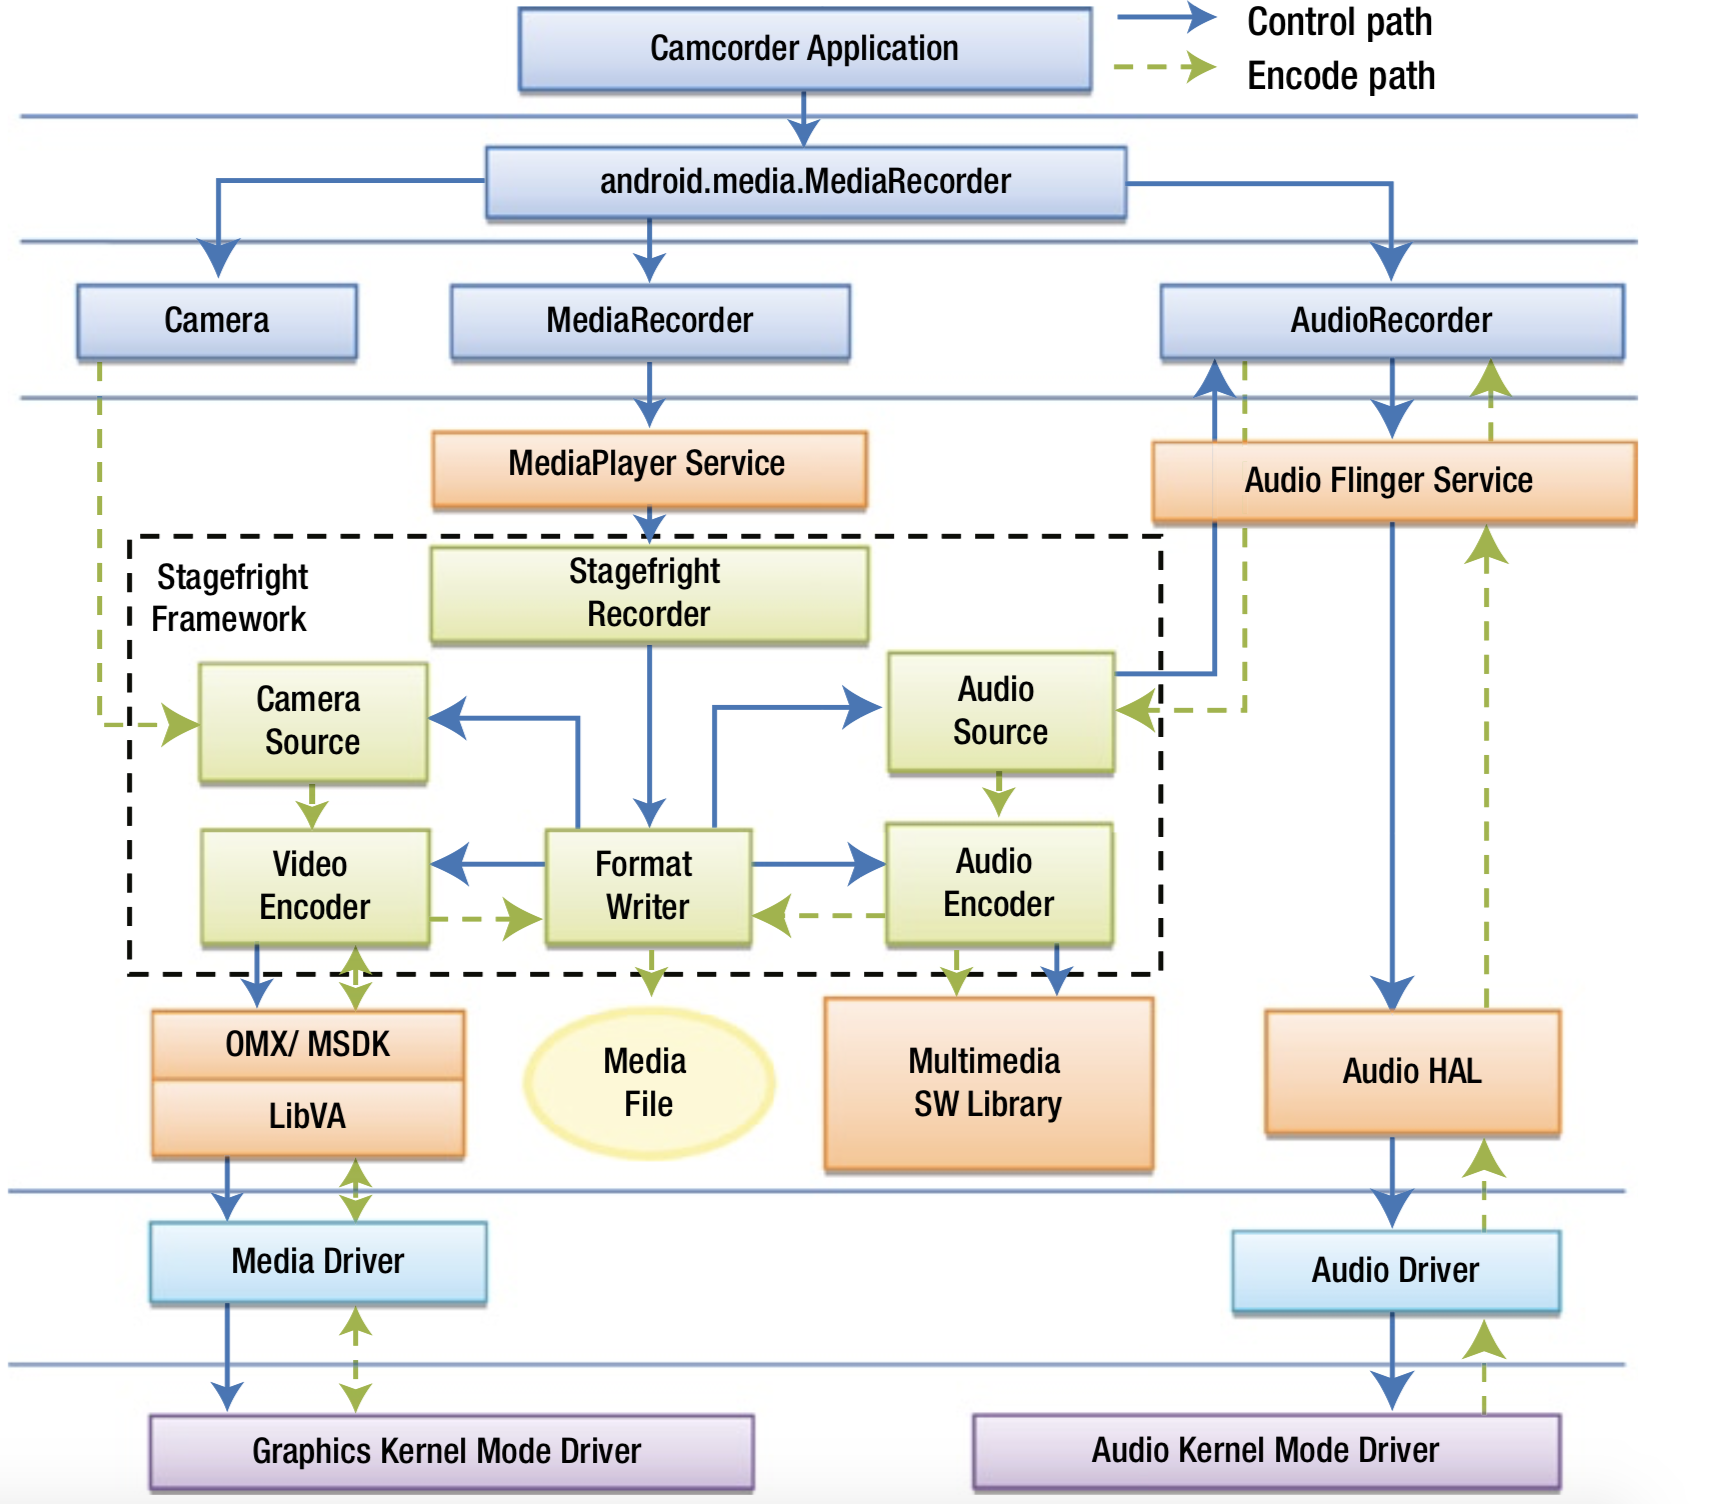 Camcorder Application
Control path
Encode path
android.media.MediaRecorder
Camera
MediaRecorder
AudioRecorder
MediaPlayer Service
Audio Flinger Service
Stagefright
Framework
Stagefright
Recorder
Camera
Source
Audio
Source
Video
Encoder
Format
Writer
Audio
Encoder
OMX/ MSDK
LibVA
Media
File
Multimedia
SW Library
Audio HAL
Media Driver
Audio Driver
Graphics Kernel Mode Driver
Audio Kernel Mode Driver